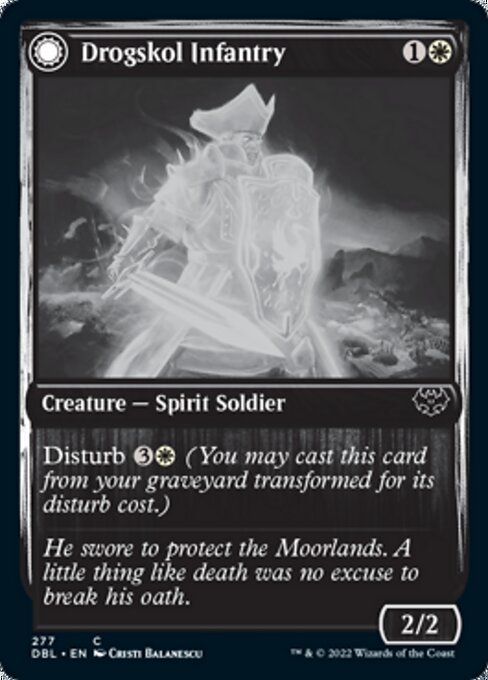 Drogskol Infantry 1
Creature — Spirit Soldier
Disturb 3 (You may cast this card
from your graveyard transformed for its
disturb cost.)
He swore to protect the Moorlands. A
little thing like death was no excuse to
break his oath.
2/2
277 C
DBL • EN Cristi Balanescu
™ & © 2022 Wizards of the Coast